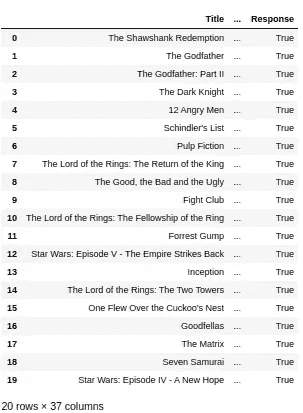 Title ... Response
0 The Shawshank Redemption ... True
1 The Godfather ... True
2 The Godfather: Part II ... True
3 The Dark Knight ... True
4 12 Angry Men ... True
5 Schindler's List ... True
6 Pulp Fiction ... True
7 The Lord of the Rings: The Return of the King ... True
8 The Good, the Bad and the Ugly ... True
9 Fight Club ... True
10 The Lord of the Rings: The Fellowship of the Ring ... True
11 Forrest Gump ... True
12 Star Wars: Episode V - The Empire Strikes Back ... True
13 Inception ... True
14 The Lord of the Rings: The Two Towers ... True
15 One Flew Over the Cuckoo's Nest ... True
16 Goodfellas ... True
17 The Matrix ... True
18 Seven Samurai ... True
19 Star Wars: Episode IV - A New Hope ... True
20 rows × 37 columns